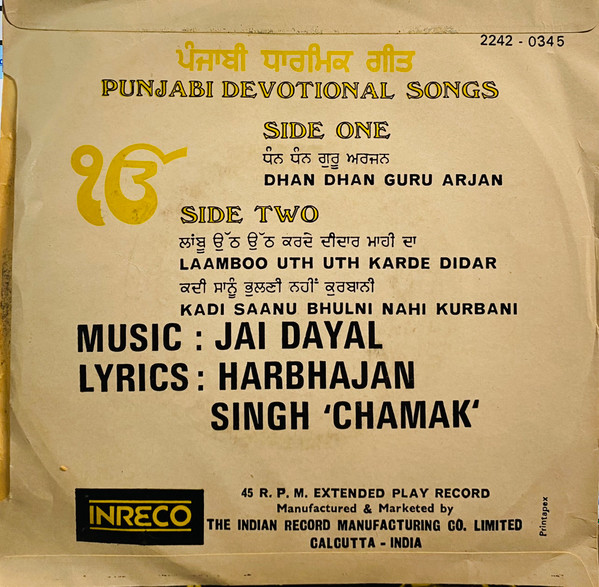 2242 - 0345
ਪੰਜਾਬੀ ਧਾਰਮਿਕ ਗੀਤ
PUNJABI DEVOTIONAL SONGS
SIDE ONE
ਧੰਨ ਧੰਨ ਗੁਰੂ ਅਰਜਨ
DHAN DHAN GURU ARJAN
ੴ
SIDE TWO
ਲਾਂਬੂ ਉੱਠ ਉੱਠ ਕਰਦੇ ਦੀਦਾਰ ਮਾਹੀ ਦਾ
LAAMBOO UTH UTH KARDE DIDAR
ਕਦੀ ਸਾਨੂੰ ਭੁਲਣੀ ਨਹੀਂ ਕੁਰਬਾਨੀ
KADI SAANU BHULNI NAHI KURBANI
MUSIC : JAI DAYAL
LYRICS : HARBHAJAN
SINGH ‘CHAMAK‘
INRECO
45 R. P. M. EXTENDED PLAY RECORD
Manufactured & Marketed by
THE INDIAN RECORD MANUFACTURING CO. LIMITED
CALCUTTA - INDIA
Printapex